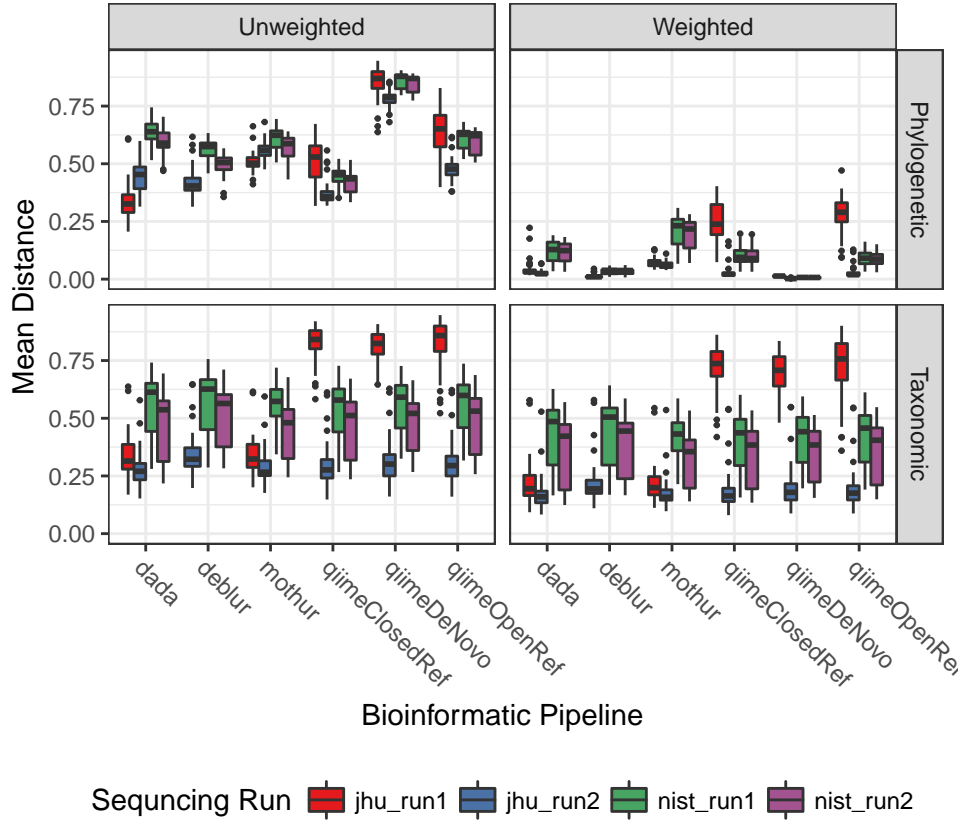 Unweighted
Weighted
Phylogenetic
Taxonomic
Mean Distance
0.75
0.50
0.25
0.00
0.75
0.50
0.25
0.00
dada
deblur
mothur
qiimeClosedRef
qiimeDeNovo
qiimeOpenRef
dada
deblur
mothur
qiimeClosedRef
qiimeDeNovo
qiimeOpenRef
Bioinformatic Pipeline
Sequncing Run jhu_run1 jhu_run2 nist_run1 nist_run2